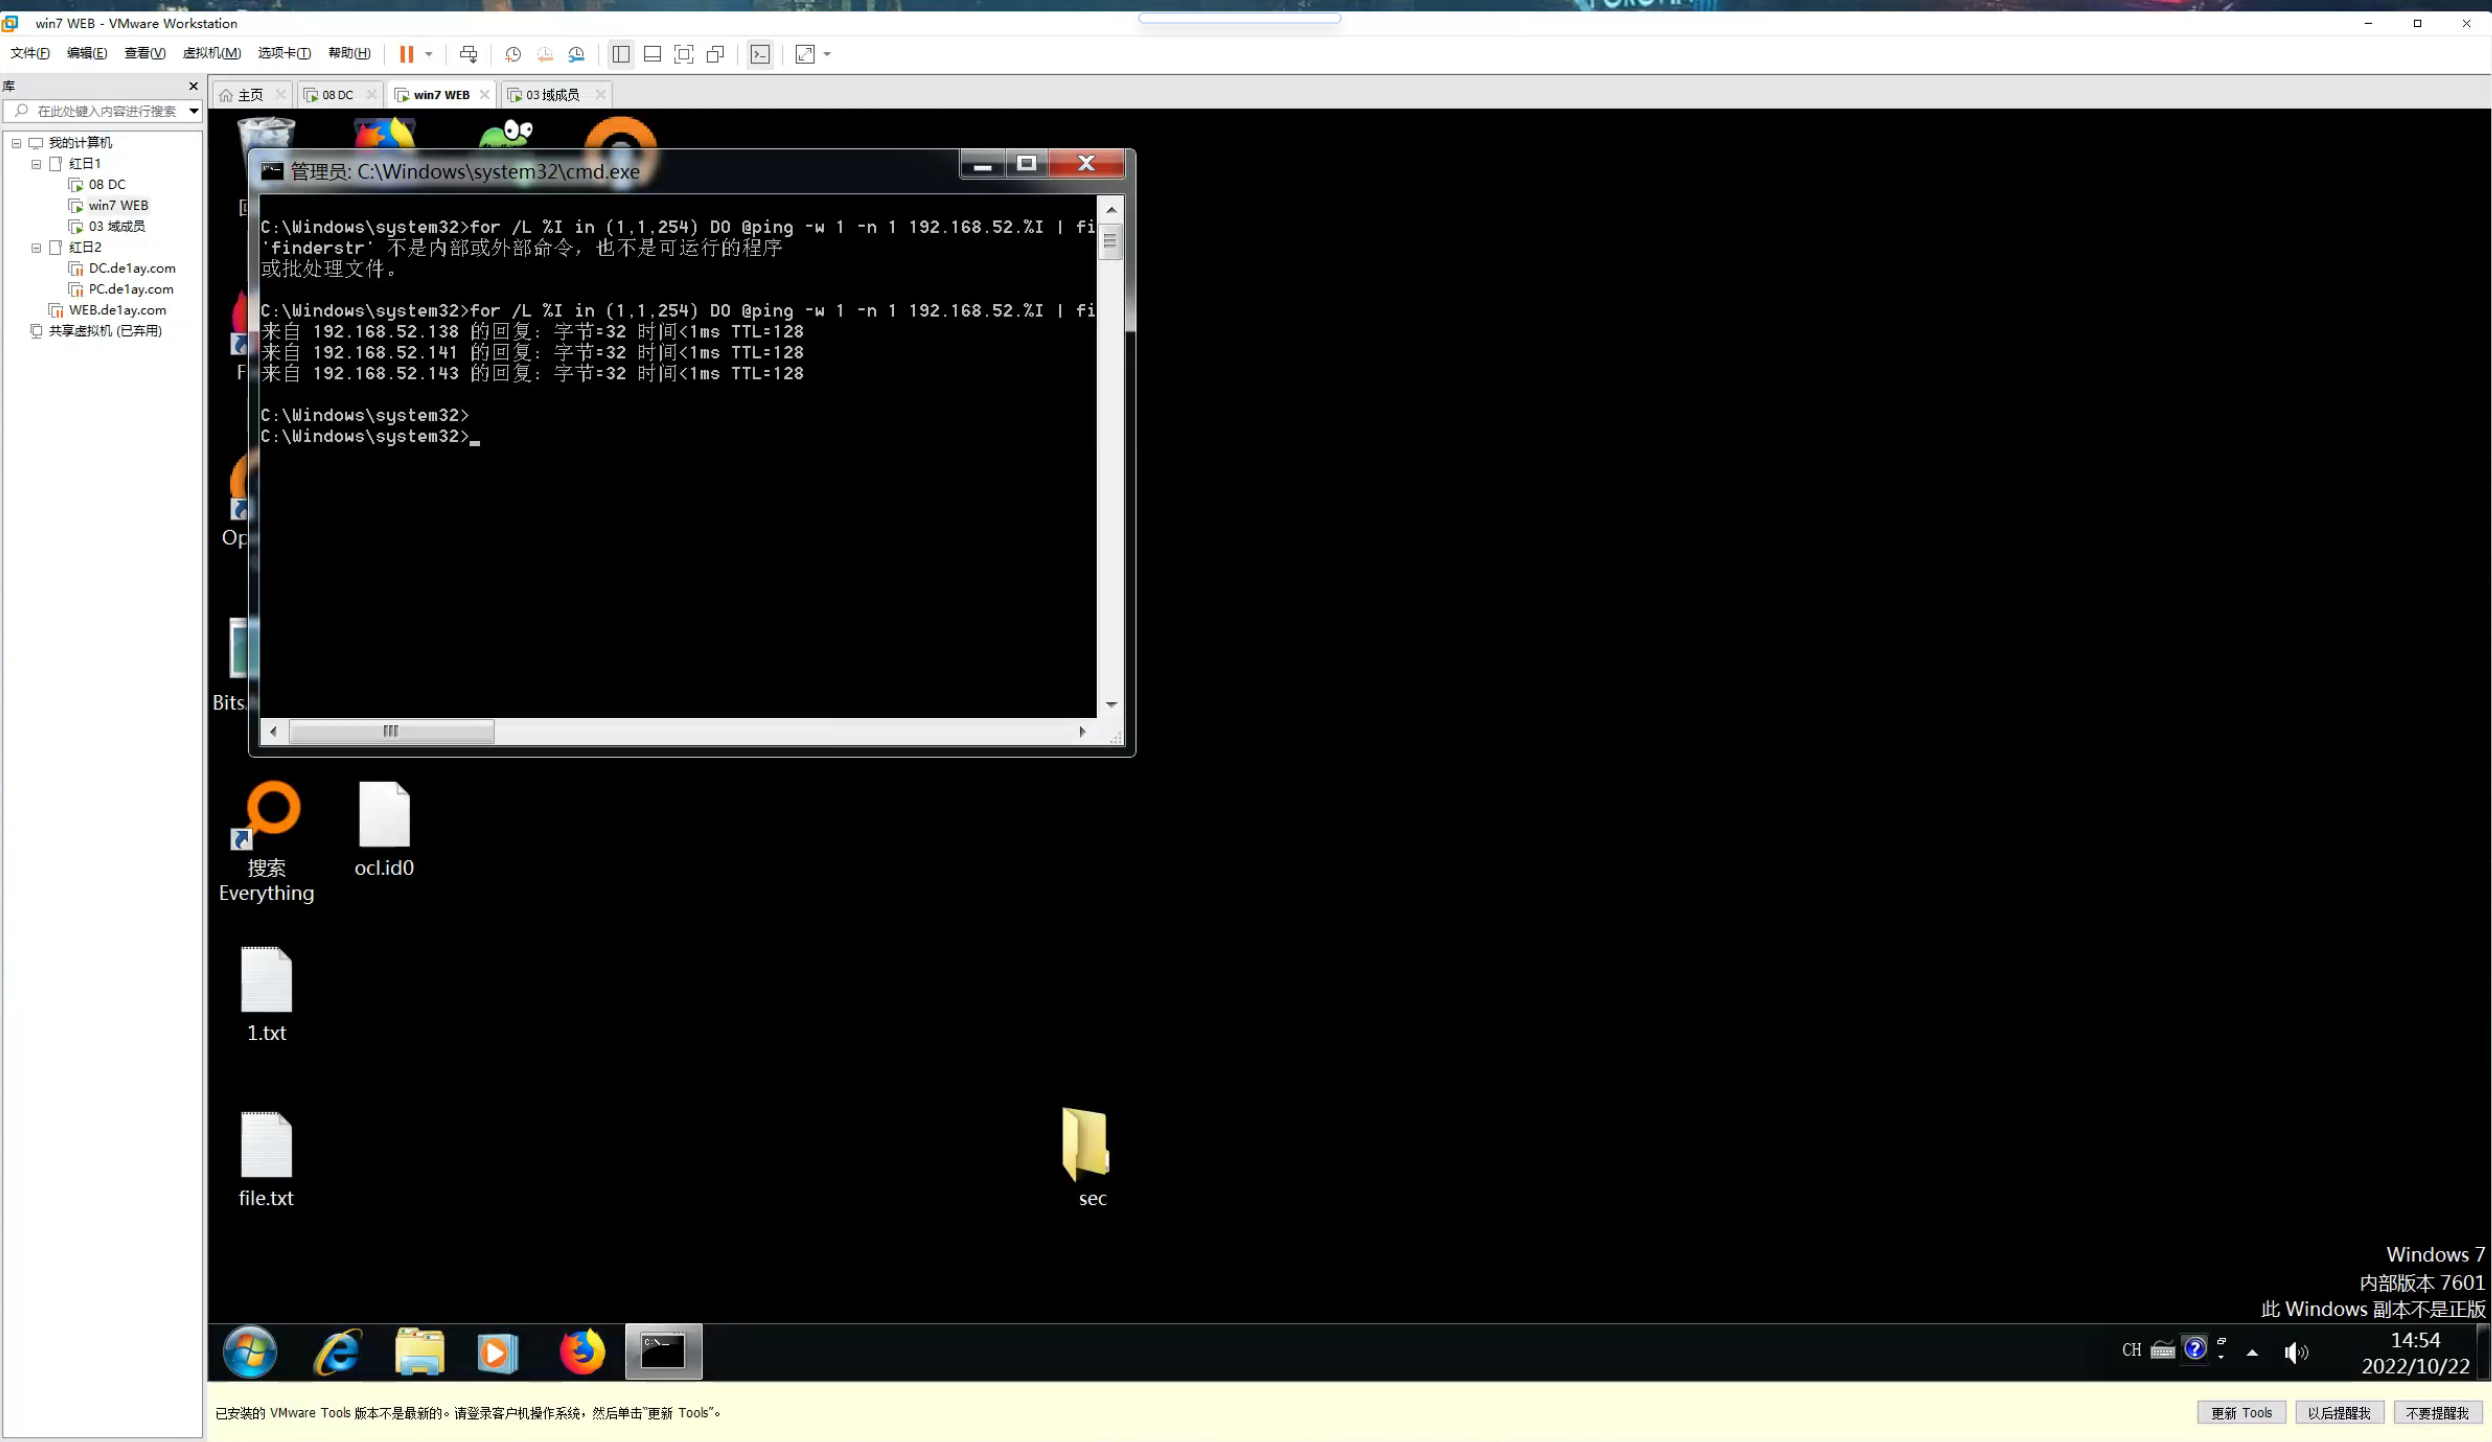 win7 WEB - VMware Workstation
文件(F) 编辑(E) 查看(V) 虚拟机(M) 选项卡(T) 帮助(H)
库
在此处键入内容进行搜索
我的计算机
红日1
08 DC
win7 WEB
03 域成员
红日2
DC.de1ay.com
PC.de1ay.com
WEB.de1ay.com
共享虚拟机 (已弃用)
主页 08 DC win7 WEB 03 域成员
管理员: C:\Windows\system32\cmd.exe
C:\Windows\system32>for /L %I in (1,1,254) DO @ping -w 1 -n 1 192.168.52.%I | fi
'finderstr' 不是内部或外部命令，也不是可运行的程序
或批处理文件。
C:\Windows\system32>for /L %I in (1,1,254) DO @ping -w 1 -n 1 192.168.52.%I | fi
来自 192.168.52.138 的回复: 字节=32 时间<1ms TTL=128
来自 192.168.52.141 的回复: 字节=32 时间<1ms TTL=128
来自 192.168.52.143 的回复: 字节=32 时间<1ms TTL=128
C:\Windows\system32>
C:\Windows\system32>
F
Op
Bits
搜索
Everything
ocl.id0
1.txt
file.txt
sec
Windows 7
内部版本 7601
此 Windows 副本不是正版
CH
14:54
2022/10/22
已安装的 VMware Tools 版本不是最新的。请登录客户机操作系统，然后单击“更新 Tools”。
更新 Tools 以后提醒我 不要提醒我